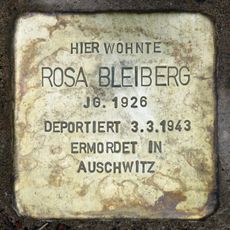 HIER WOHNTE
ROSA BLEIBERG
JG. 1926
DEPORTIERT 3.3.1943
ERMORDET IN
AUSCHWITZ